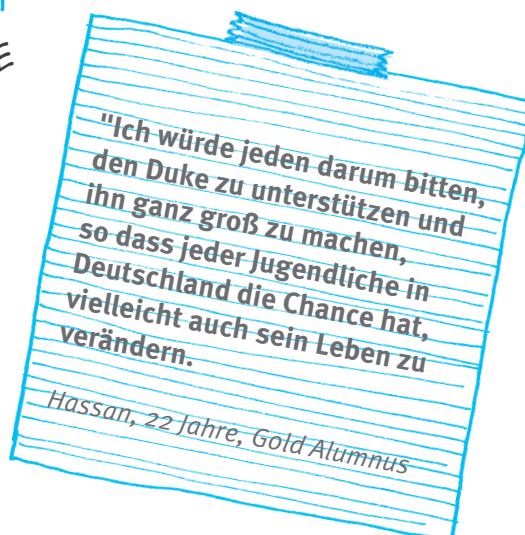 "Ich würde jeden darum bitten,
den Duke zu unterstützen und
ihn ganz groß zu machen,
so dass jeder Jugendliche in
Deutschland die Chance hat,
vielleicht auch sein Leben zu
verändern.
Hassan, 22 Jahre, Gold Alumnus